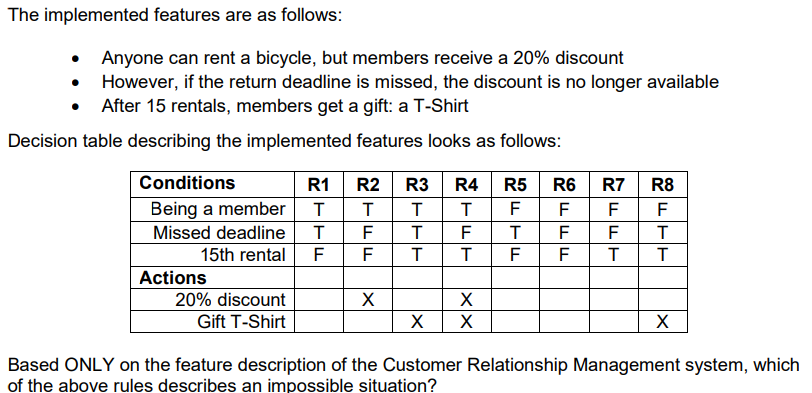 The implemented features are as follows:
• Anyone can rent a bicycle, but members receive a 20% discount
• However, if the return deadline is missed, the discount is no longer available
• After 15 rentals, members get a gift: a T-Shirt
Decision table describing the implemented features looks as follows:
Conditions R1 R2 R3 R4 R5 R6 R7 R8
Being a member T T T T F F F F
Missed deadline T F T F T F F T
15th rental F F T T F F T T
Actions
20% discount X X
Gift T-Shirt X X X
Based ONLY on the feature description of the Customer Relationship Management system, which
of the above rules describes an impossible situation?